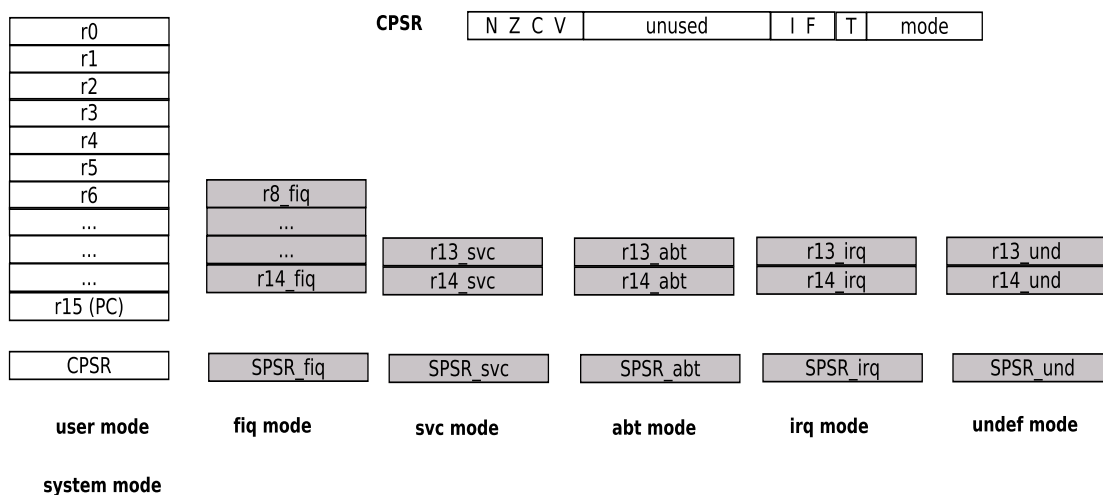 CPSR N Z C V unused I F T mode
r0
r1
r2
r3
r4
r5
r6 r8_fiq
... ...
... ... r13_svc r13_abt r13_irq r13_und
... r14_fiq r14_svc r14_abt r14_irq r14_und
r15 (PC)
CPSR SPSR_fiq SPSR_svc SPSR_abt SPSR_irq SPSR_und
user mode fiq mode svc mode abt mode irq mode undef mode
system mode